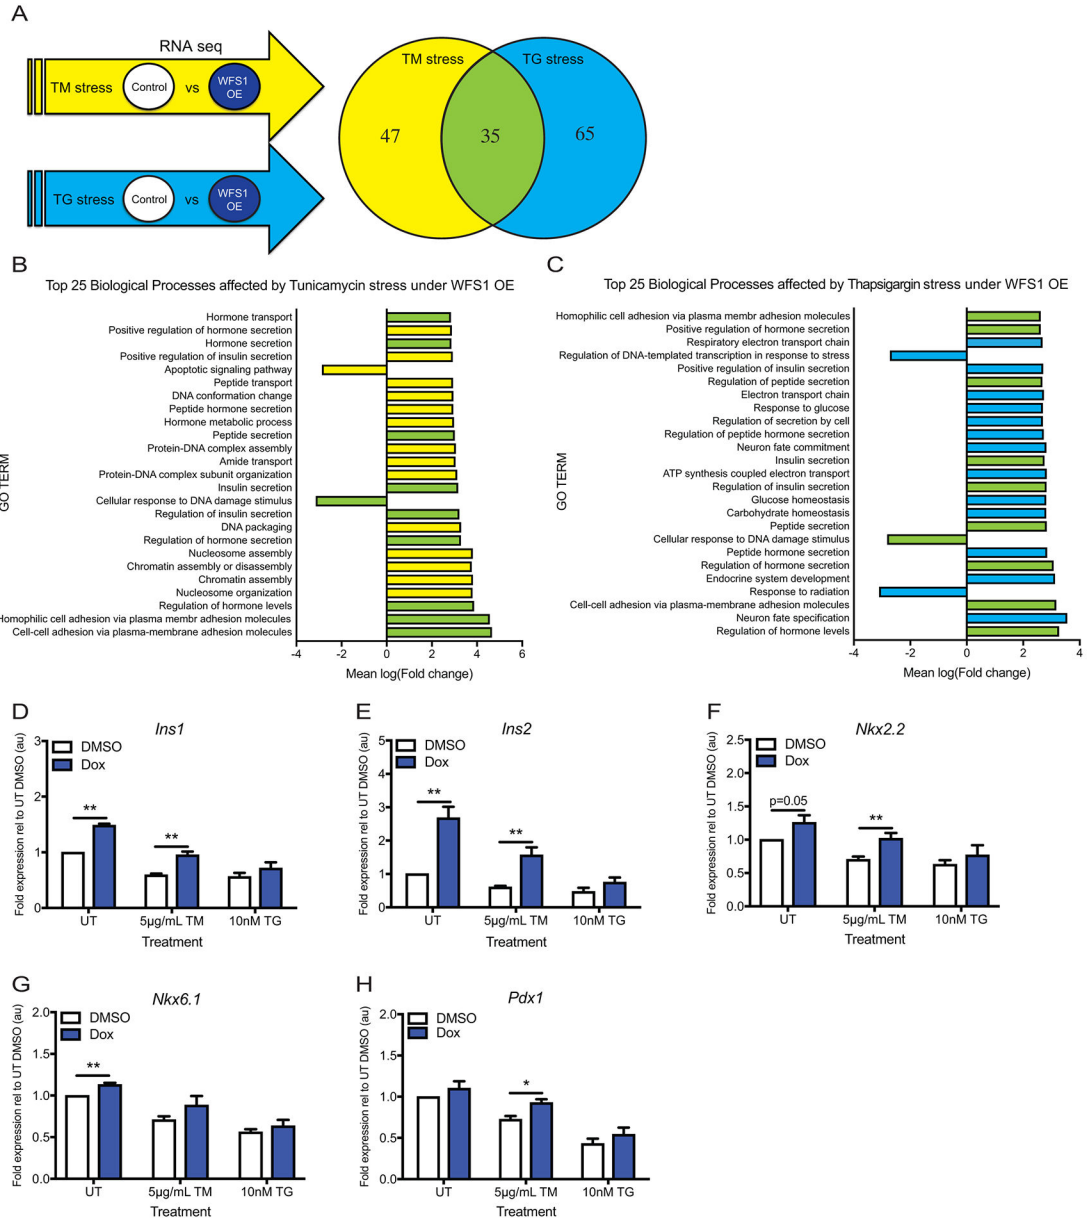 A
RNA seq
TM stress
Control
vs
WFS1
OE
TG stress
Control
vs
WFS1
OE
TM stress
TG stress
47
35
65
B
Top 25 Biological Processes affected by Tunicamycin stress under WFS1 OE
GO TERM
Hormone transport
Positive regulation of hormone secretion
Hormone secretion
Positive regulation of insulin secretion
Apoptotic signaling pathway
Peptide transport
DNA conformation change
Peptide hormone secretion
Hormone metabolic process
Peptide secretion
Protein-DNA complex assembly
Amide transport
Protein-DNA complex subunit organization
Insulin secretion
Cellular response to DNA damage stimulus
Regulation of insulin secretion
DNA packaging
Regulation of hormone secretion
Nucleosome assembly
Chromatin assembly or disassembly
Chromatin assembly
Nucleosome organization
Regulation of hormone levels
Homophilic cell adhesion via plasma membr adhesion molecules
Cell-cell adhesion via plasma-membrane adhesion molecules
-4 -2 0 2 4 6
Mean log(Fold change)
C
Top 25 Biological Processes affected by Thapsigargin stress under WFS1 OE
GO TERM
Homophilic cell adhesion via plasma membr adhesion molecules
Positive regulation of hormone secretion
Respiratory electron transport chain
Regulation of DNA-templated transcription in response to stress
Positive regulation of insulin secretion
Regulation of peptide secretion
Electron transport chain
Response to glucose
Regulation of secretion by cell
Regulation of peptide hormone secretion
Neuron fate commitment
Insulin secretion
ATP synthesis coupled electron transport
Regulation of insulin secretion
Glucose homeostasis
Carbohydrate homeostasis
Peptide secretion
Cellular response to DNA damage stimulus
Peptide hormone secretion
Regulation of hormone secretion
Endocrine system development
Response to radiation
Cell-cell adhesion via plasma-membrane adhesion molecules
Neuron fate specification
Regulation of hormone levels
-4 -2 0 2 4
Mean log(Fold change)
D
Ins1
Fold expression rel to UT DMSO (au)
3
2
1
0
DMSO
Dox
**
**
UT 5μg/mL TM 10nM TG
Treatment
E
Ins2
Fold expression rel to UT DMSO (au)
5
4
3
2
1
0
DMSO
Dox
**
**
UT 5μg/mL TM 10nM TG
Treatment
F
Nkx2.2
Fold expression rel to UT DMSO (au)
2.5
2.0
1.5
1.0
0.5
0.0
DMSO
Dox
p=0.05
**
UT 5μg/mL TM 10nM TG
Treatment
G
Nkx6.1
Fold expression rel to UT DMSO (au)
2.0
1.5
1.0
0.5
0.0
DMSO
Dox
**
UT 5μg/mL TM 10nM TG
Treatment
H
Pdx1
Fold expression rel to UT DMSO (au)
2.0
1.5
1.0
0.5
0.0
DMSO
Dox
*
UT 5μg/mL TM 10nM TG
Treatment